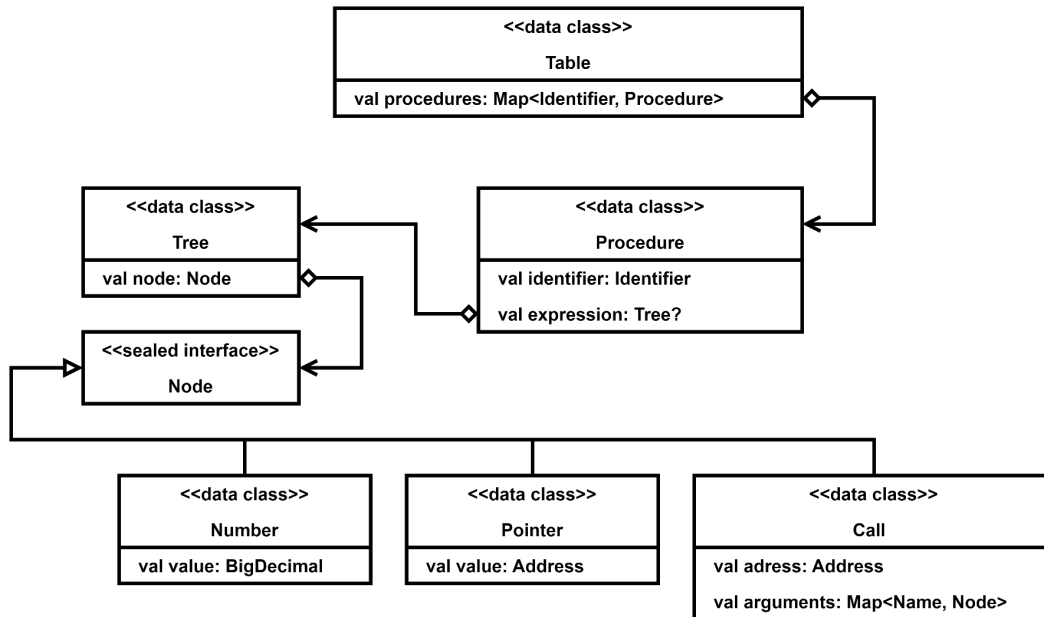 <<data class>>
Table
val procedures: Map<Identifier, Procedure>
<<data class>>
Tree
val node: Node
<<data class>>
Procedure
val identifier: Identifier
val expression: Tree?
<<sealed interface>>
Node
<<data class>>
Number
val value: BigDecimal
<<data class>>
Pointer
val value: Address
<<data class>>
Call
val adress: Address
val arguments: Map<Name, Node>